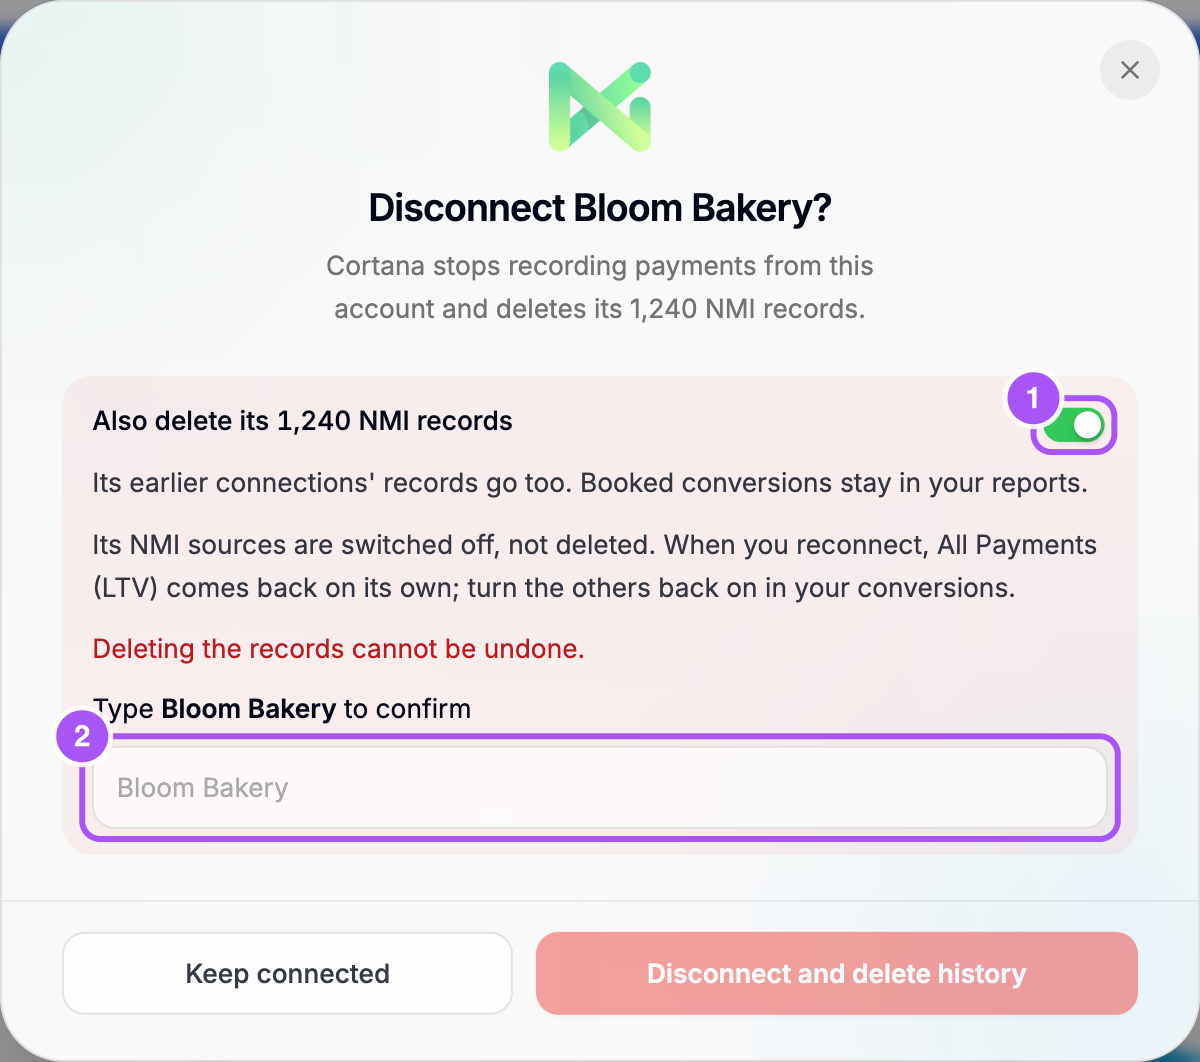 Disconnect Bloom Bakery?
Cortana stops recording payments from this
account and deletes its 1,240 NMI records.
1
Also delete its 1,240 NMI records
Its earlier connections' records go too. Booked conversions stay in your reports.
Its NMI sources are switched off, not deleted. When you reconnect, All Payments
(LTV) comes back on its own; turn the others back on in your conversions.
Deleting the records cannot be undone.
Type Bloom Bakery to confirm
2
Bloom Bakery
Keep connected
Disconnect and delete history